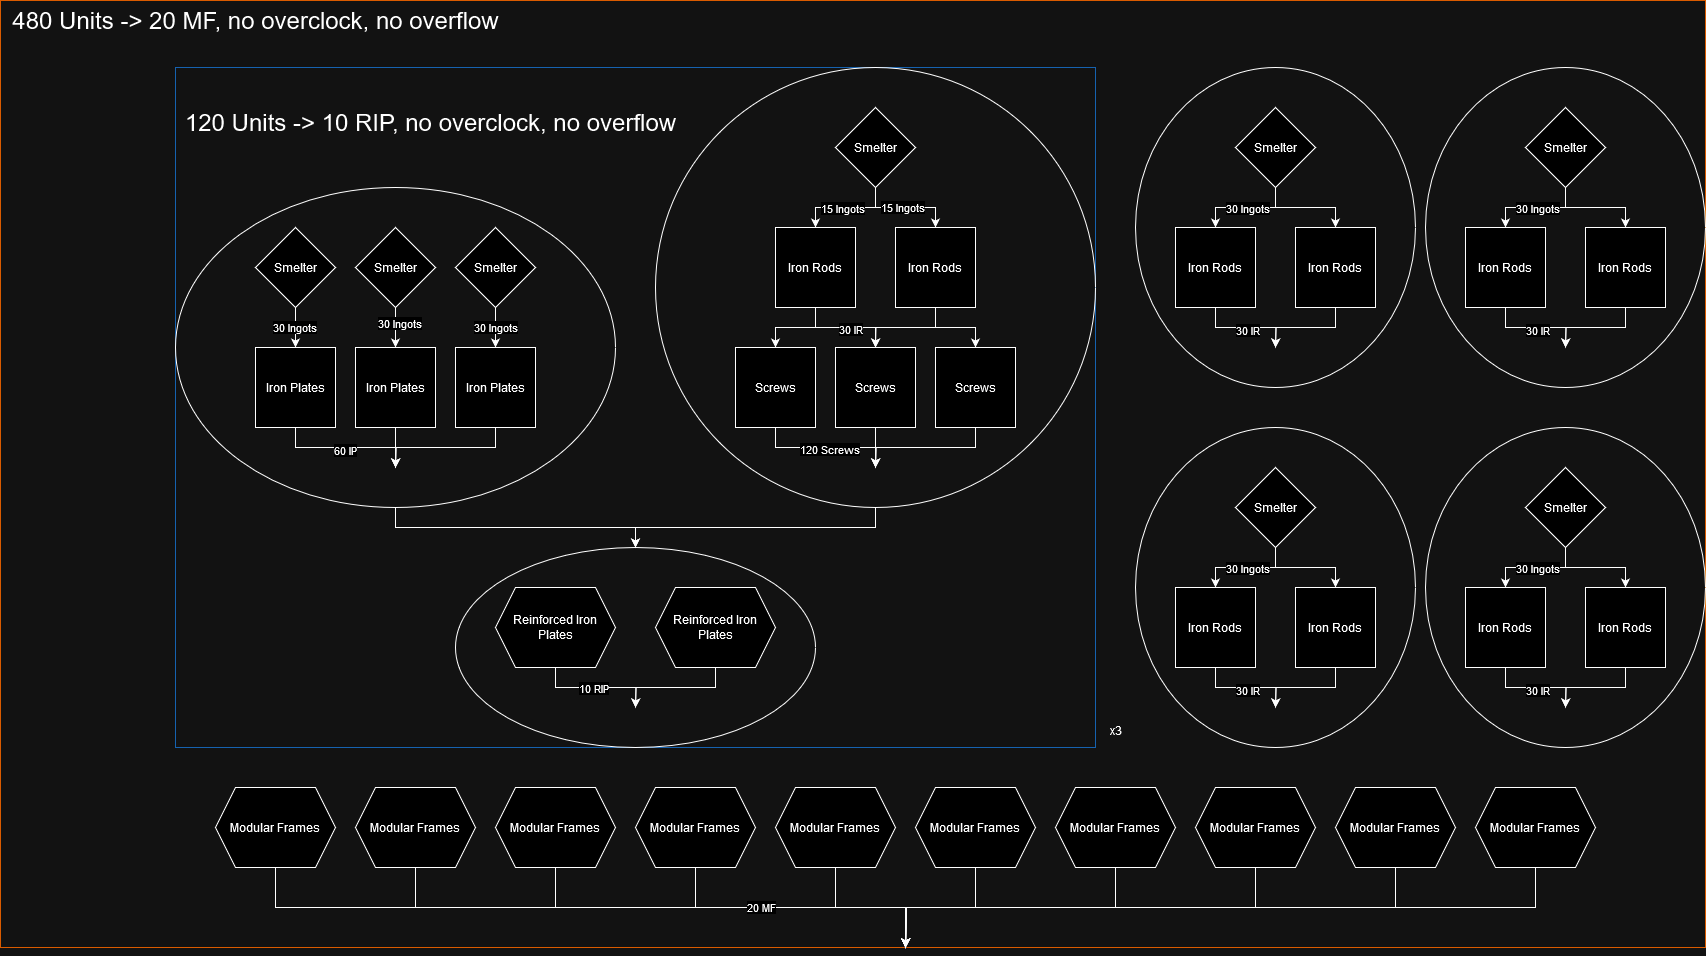 480 Units -> 20 MF, no overclock, no overflow
120 Units -> 10 RIP, no overclock, no overflow
Smelter
15 Ingots
15 Ingots
Iron Rods
Iron Rods
30 IR
Screws
Screws
Screws
120 Screws
Smelter
Smelter
Smelter
30 Ingots
30 Ingots
30 Ingots
Iron Plates
Iron Plates
Iron Plates
60 IP
Reinforced Iron
Plates
Reinforced Iron
Plates
10 RIP
x3
Smelter
30 Ingots
Iron Rods
Iron Rods
30 IR
Smelter
30 Ingots
Iron Rods
Iron Rods
30 IR
Smelter
30 Ingots
Iron Rods
Iron Rods
30 IR
Smelter
30 Ingots
Iron Rods
Iron Rods
30 IR
Modular Frames
Modular Frames
Modular Frames
Modular Frames
Modular Frames
Modular Frames
Modular Frames
Modular Frames
Modular Frames
Modular Frames
20 MF